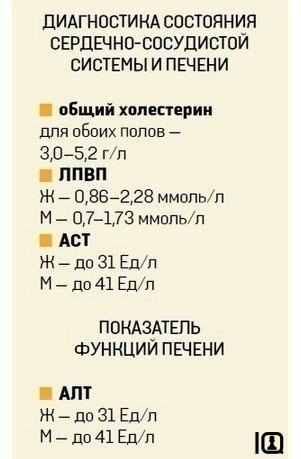 ДИАГНОСТИКА СОСТОЯНИЯ
СЕРДЕЧНО-СОСУДИСТОЙ
СИСТЕМЫ И ПЕЧЕНИ
общий холестерин
для обоих полов —
3,0–5,2 г/л
ЛПВП
Ж — 0,86–2,28 ммоль/л
М — 0,7–1,73 ммоль/л
АСТ
Ж — до 31 Ед/л
М — до 41 Ед/л
ПОКАЗАТЕЛЬ
ФУНКЦИЙ ПЕЧЕНИ
АЛТ
Ж — до 31 Ед/л
М — до 41 Ед/л